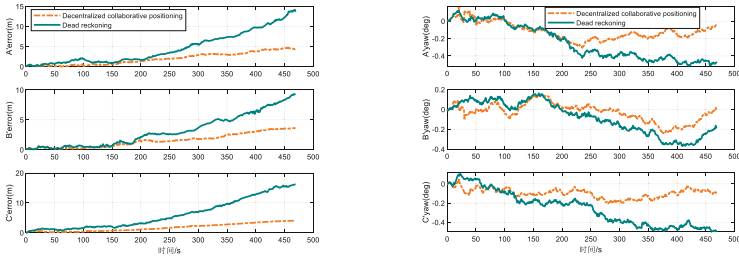 15
10
5
0
A'error(m)
Decentralized collaborative positioning
Dead reckoning
0 50 100 150 200 250 300 350 400 450 500
10
5
0
B'error(m)
0 50 100 150 200 250 300 350 400 450 500
20
10
0
C'error(m)
0 50 100 150 200 250 300 350 400 450 500
时间/s
0
-0.2
-0.4
A'yaw(deg)
Decentralized collaborative positioning
Dead reckoning
0 50 100 150 200 250 300 350 400 450 500
0.2
0
-0.2
-0.4
B'yaw(deg)
0 50 100 150 200 250 300 350 400 450 500
0
-0.2
-0.4
C'yaw(deg)
0 50 100 150 200 250 300 350 400 450 500
时间/s